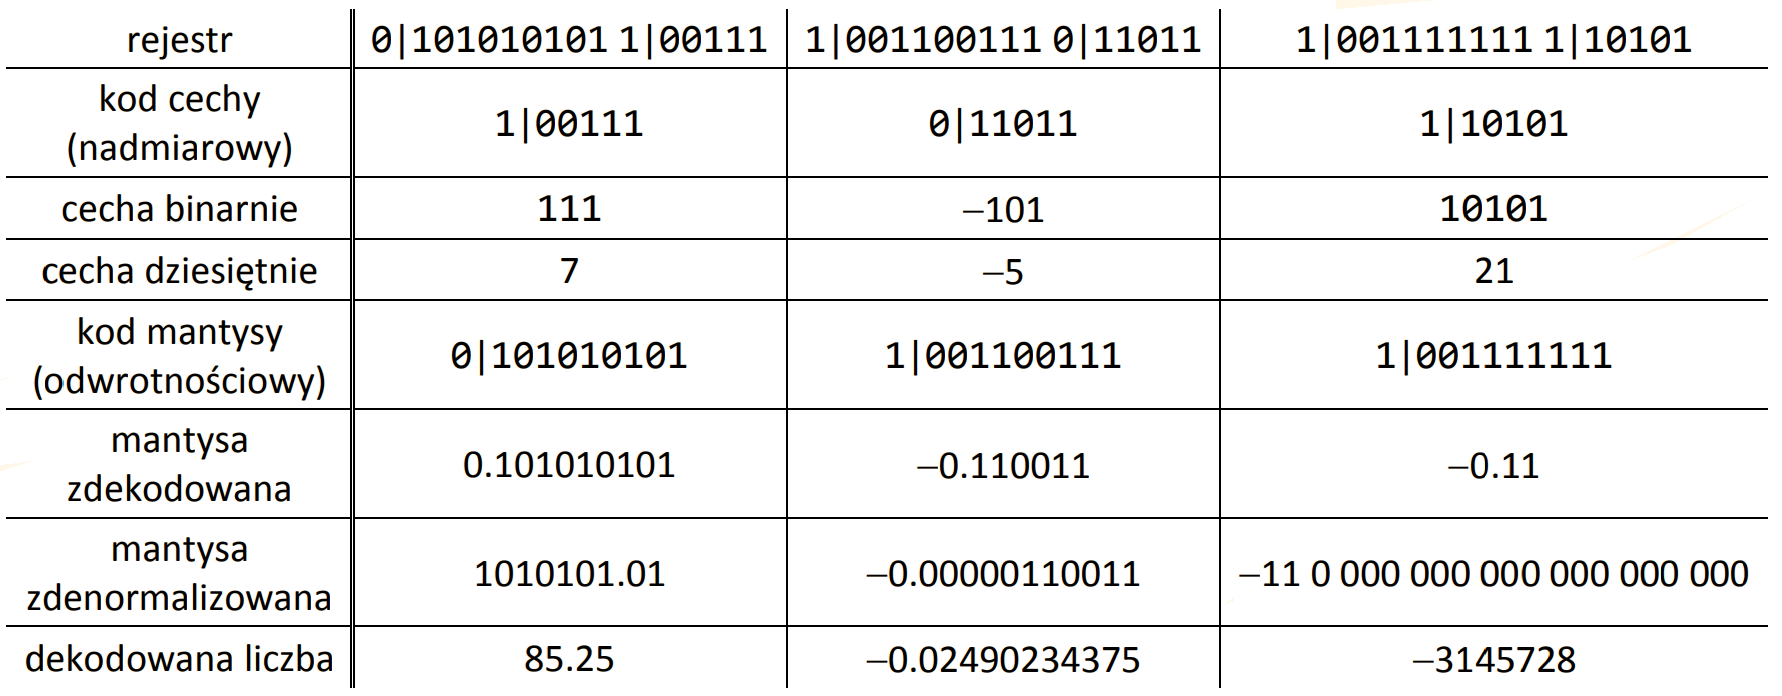 rejestr 0|101010101 1|00111 1|001100111 0|11011 1|001111111 1|10101
kod cechy
(nadmiarowy) 1|00111 0|11011 1|10101
cecha binarnie 111 −101 10101
cecha dziesiętnie 7 −5 21
kod mantysy
(odwrotnościowy) 0|101010101 1|001100111 1|001111111
mantysa
zdekodowana 0.101010101 −0.110011 −0.11
mantysa
zdenormalizowana 1010101.01 −0.00000110011 −11 0 000 000 000 000 000 000
dekodowana liczba 85.25 −0.02490234375 −3145728